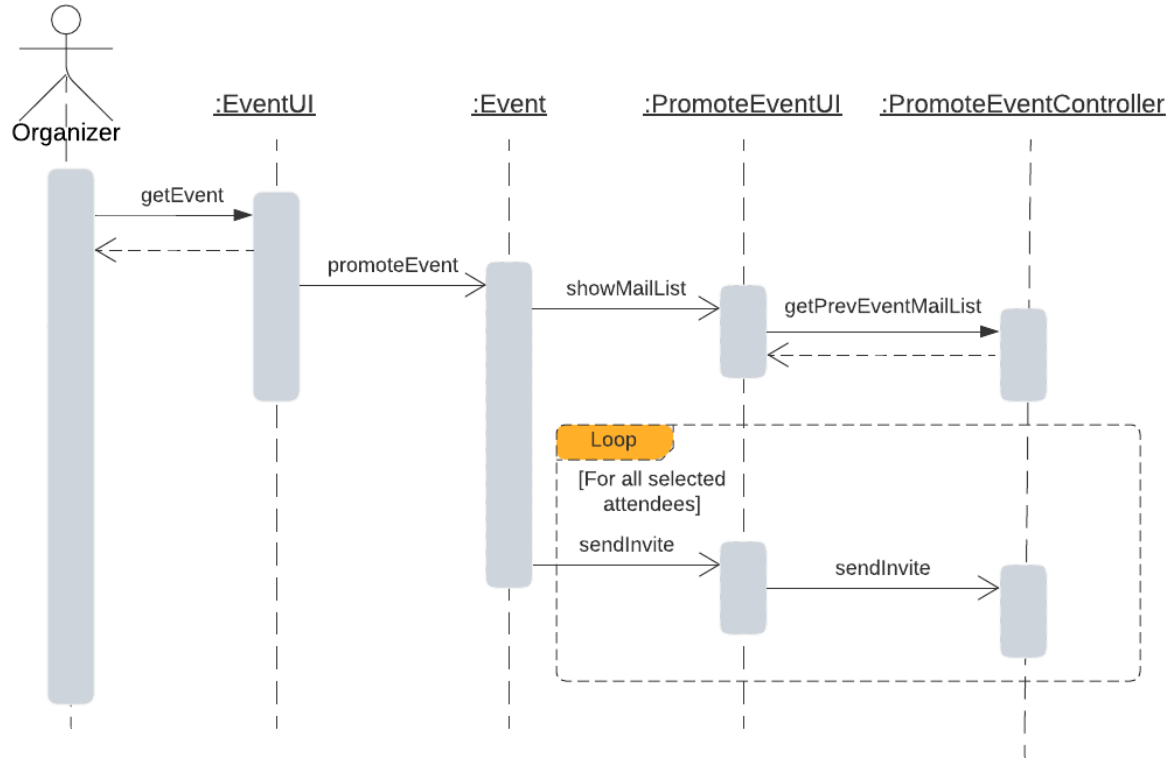 Organizer
:EventUI
:Event
:PromoteEventUI
:PromoteEventController
getEvent
promoteEvent
showMailList
getPrevEventMailList
Loop
[For all selected
attendees]
sendInvite
sendInvite